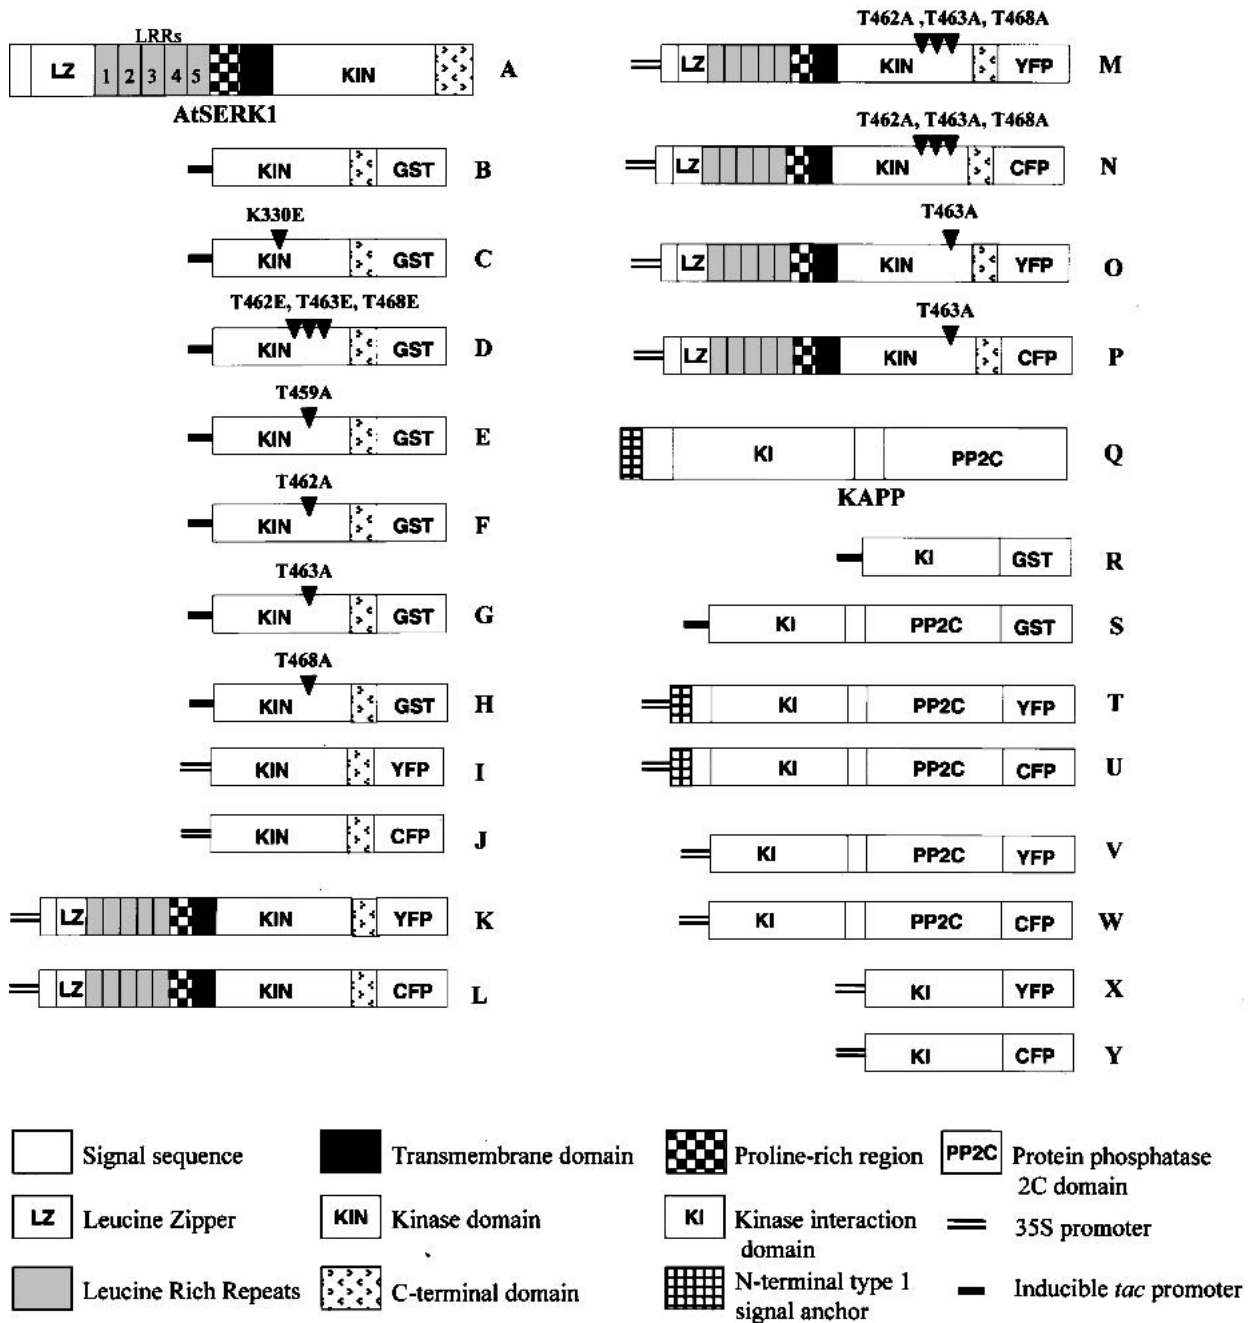 LRRs
LZ 1 2 3 4 5 KIN A
AtSERK1
KIN GST B
K330E
KIN GST C
T462E, T463E, T468E
KIN GST D
T459A
KIN GST E
T462A
KIN GST F
T463A
KIN GST G
T468A
KIN GST H
KIN YFP I
KIN CFP J
LZ KIN YFP K
LZ KIN CFP L
T462A ,T463A, T468A
LZ KIN YFP M
T462A, T463A, T468A
LZ KIN CFP N
T463A
LZ KIN YFP O
T463A
LZ KIN CFP P
KI PP2C Q
KAPP
KI GST R
KI PP2C GST S
KI PP2C YFP T
KI PP2C CFP U
KI PP2C YFP V
KI PP2C CFP W
KI YFP X
KI CFP Y
Signal sequence
LZ Leucine Zipper
Leucine Rich Repeats
Transmembrane domain
KIN Kinase domain
C-terminal domain
Proline-rich region
KI Kinase interaction
domain
N-terminal type 1
signal anchor
PP2C Protein phosphatase
2C domain
35S promoter
Inducible tac promoter